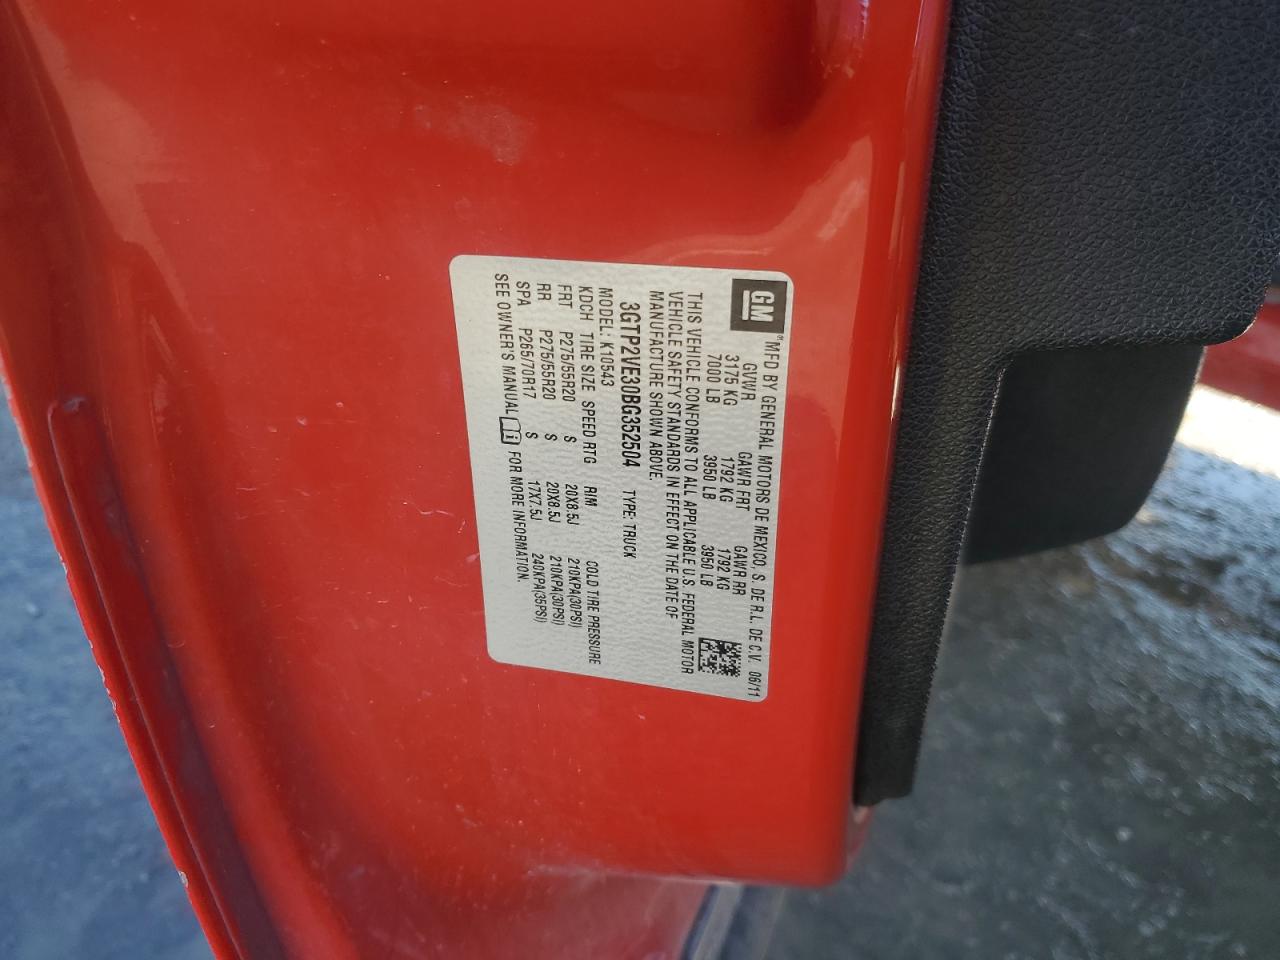 GM® MFD BY GENERAL MOTORS DE MEXICO, S. DE R.L. DE C.V. 06/11
GVWR GAWR FRT GAWR RR
3175 KG 1792 KG 1792 KG
7000 LB 3950 LB 3950 LB
THIS VEHICLE CONFORMS TO ALL APPLICABLE U.S. FEDERAL MOTOR
VEHICLE SAFETY STANDARDS IN EFFECT ON THE DATE OF
MANUFACTURE SHOWN ABOVE.
3GTP2VE30BG352504 TYPE: TRUCK
MODEL: K10543
KDCH TIRE SIZE SPEED RTG RIM COLD TIRE PRESSURE
FRT P275/55R20 S 20X8.5J 210KPA(30PSI)
RR P275/55R20 S 20X8.5J 210KPA(30PSI)
SPA P265/70R17 S 17X7.5J 240KPA(35PSI)
SEE OWNER'S MANUAL i FOR MORE INFORMATION.